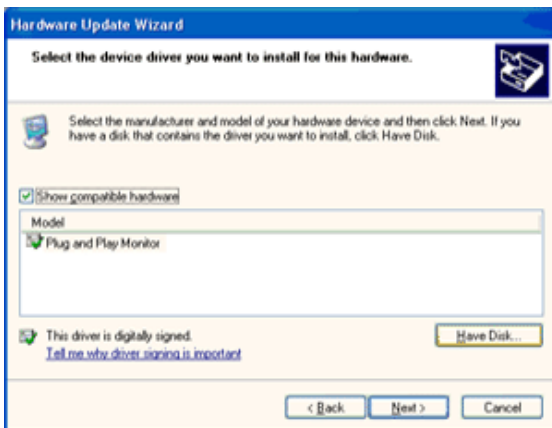 Hardware Update Wizard
Select the device driver you want to install for this hardware.
Select the manufacturer and model of your hardware device and then click Next. If you
have a disk that contains the driver you want to install, click Have Disk.
Show compatible hardware
Model
Plug and Play Monitor
This driver is digitally signed.
Have Disk...
Tell me why driver signing is important
< Back
Next >
Cancel